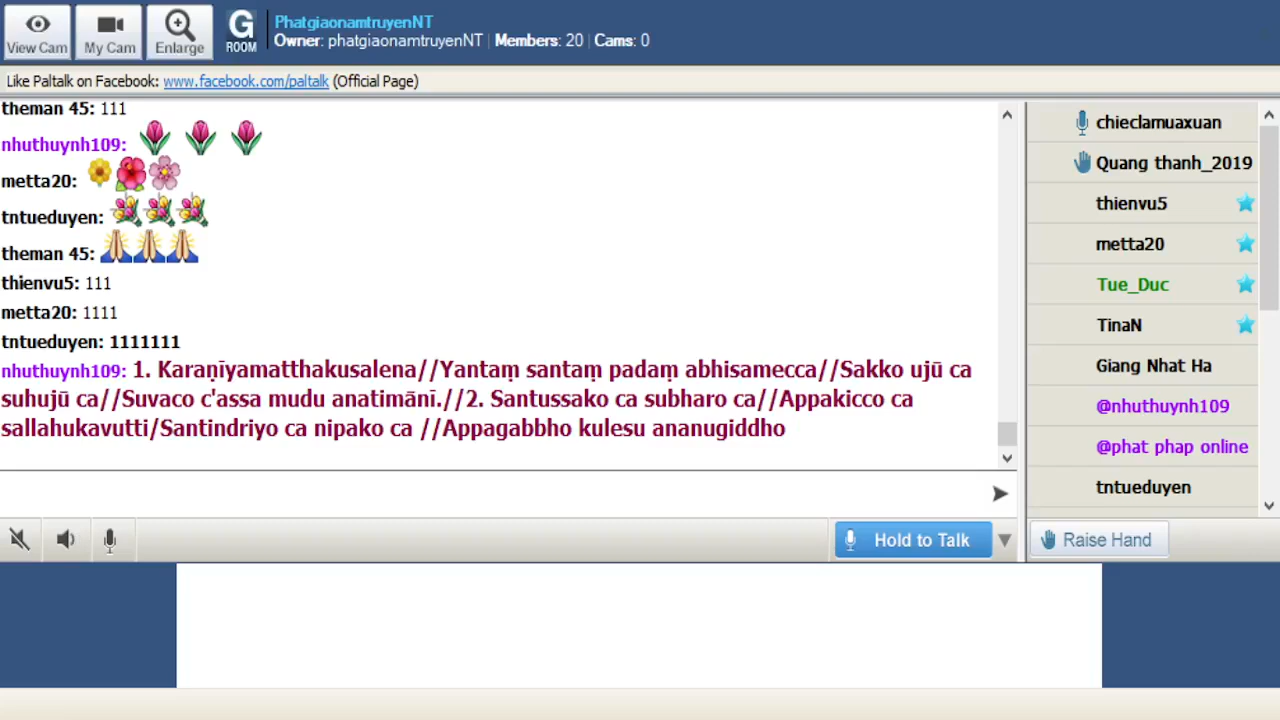 View Cam
My Cam
Enlarge
G
ROOM
PhatgiaonamtruyenNT
Owner: phatgiaonamtruyenNT | Members: 20 | Cams: 0
Like Paltalk on Facebook: www.facebook.com/paltalk (Official Page)
theman 45: 111
nhuthuynh109:
metta20:
tntueduyen:
theman 45:
thienvu5: 111
metta20: 1111
tntueduyen: 1111111
nhuthuynh109: 1. Karaṇīyamatthakusalena//Yantaṃ santaṃ padaṃ abhisamecca//Sakko ujū ca
suhujū ca//Suvaco c'assa mudu anatimānī.//2. Santussako ca subharo ca//Appakicco ca
sallahukavutti/Santindriyo ca nipako ca //Appagabbho kulesu ananugiddho
chieclamuaxuan
Quang thanh_2019
thienvu5
metta20
Tue_Duc
TinaN
Giang Nhat Ha
@nhuthuynh109
@phat phap online
tntueduyen
Hold to Talk
Raise Hand